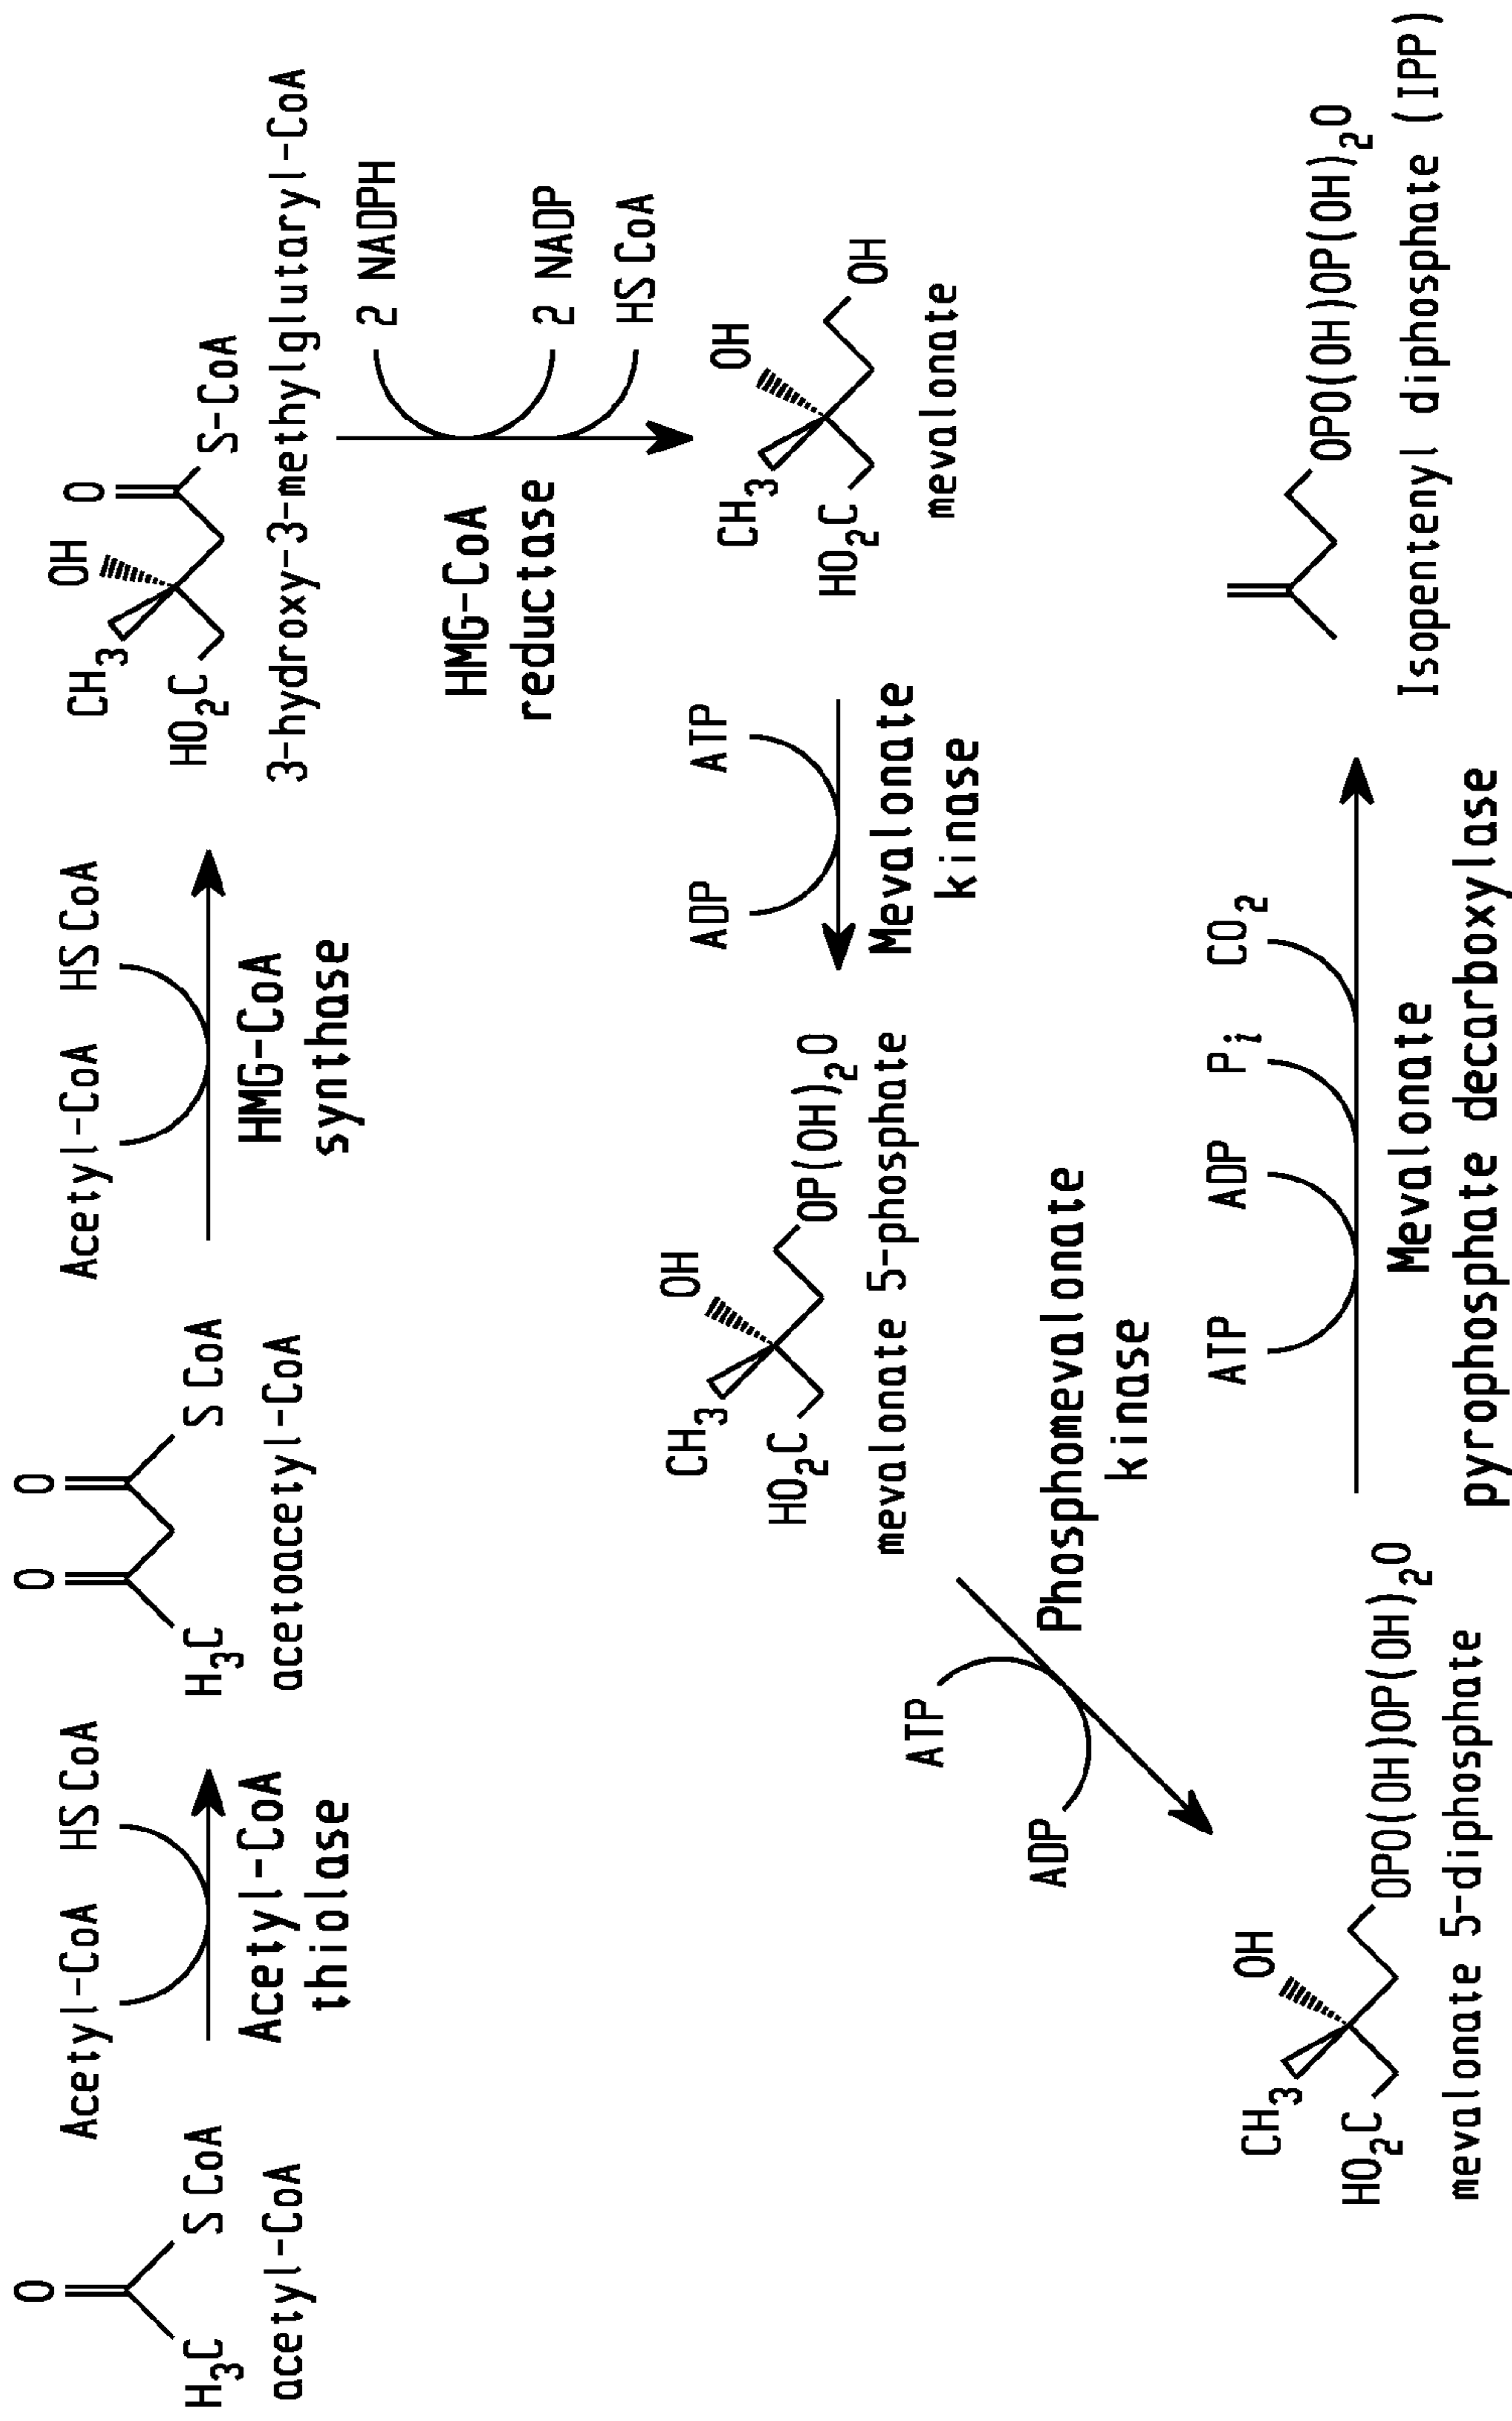 O
H3C S CoA
acetyl-CoA
Acetyl-CoA HS CoA
Acetyl-CoA
thiolase
O O
H3C S CoA
acetoacetyl-CoA
Acetyl-CoA HS CoA
HMG-CoA
synthase
CH3 OH O
HO2C S-CoA
3-hydroxy-3-methylglutaryl-CoA
HMG-CoA
reductase
2 NADPH
2 NADP
HS CoA
CH3 OH
HO2C OH
mevalonate
ADP ATP
Mevalonate
kinase
CH3 OH
HO2C OP(OH)2O
mevalonate 5-phosphate
ATP
ADP
Phosphomevalonate
kinase
CH3 OH
HO2C OPO(OH)OP(OH)2O
mevalonate 5-diphosphate
ATP ADP Pi CO2
Mevalonate
pyrophosphate decarboxylase
OPO(OH)OP(OH)2O
Isopentenyl diphosphate (IPP)